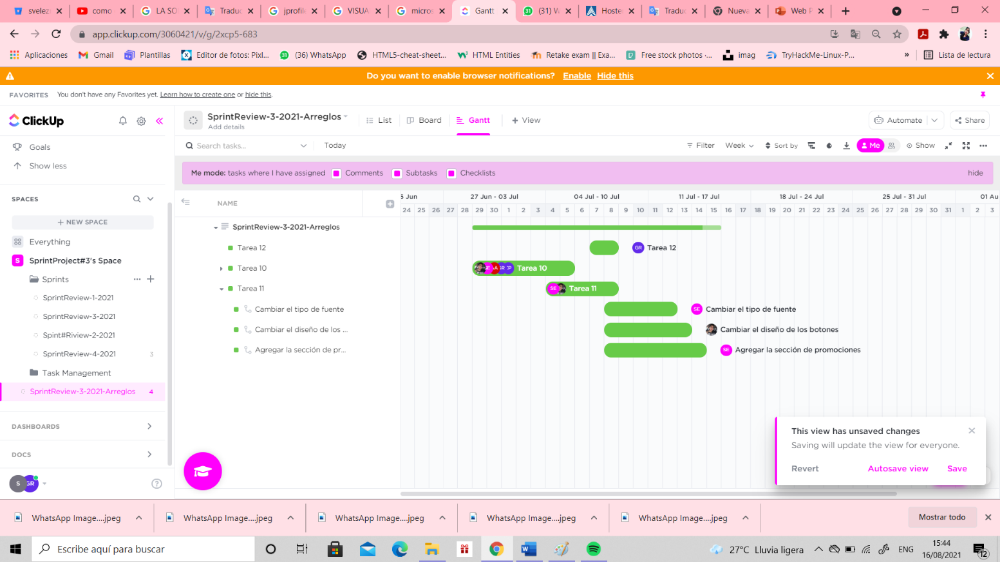 svelez
como
LA SO
Traduc
jprofile
VISUA
micros
Gantt
(31) W
Hoste
Traduc
Nueva
Web P
app.clickup.com/3060421/v/g/2xcp5-683
Aplicaciones
Gmail
Plantillas
Editor de fotos: Pixl...
(36) WhatsApp
HTML5-cheat-sheet...
HTML Entities
Retake exam || Exa...
Free stock photos ·...
imag
TryHackMe-Linux-P...
»
Lista de lectura
Do you want to enable browser notifications? Enable Hide this
FAVORITES You don't have any Favorites yet. Learn how to create one or hide this.
ClickUp
SprintReview-3-2021-Arreglos
Add details
List
Board
Gantt
+ View
Automate
Share
Goals
Show less
Search tasks...
Today
Filter
Week
Sort by
Me
Show
Me mode: tasks where I have assigned
Comments
Subtasks
Checklists
hide
SPACES
+ NEW SPACE
Everything
S SprintProject#3's Space
Sprints
SprintReview-1-2021
SprintReview-3-2021
Spint#Riview-2-2021
SprintReview-4-2021 3
Task Management
SprintReview-3-2021-Arreglos 4
DASHBOARDS
DOCS
S GR
NAME
5 Jun
27 Jun - 03 Jul
04 Jul - 10 Jul
11 Jul - 17 Jul
18 Jul - 24 Jul
25 Jul - 31 Jul
01 Au
24 25 26 27 28 29 30 1 2 3 4 5 6 7 8 9 10 11 12 13 14 15 16 17 18 19 20 21 22 23 24 25 26 27 28 29 30 31 1 2 3
SprintReview-3-2021-Arreglos
Tarea 12
GR Tarea 12
Tarea 10
Tarea 10
Tarea 11
SE Tarea 11
Cambiar el tipo de fuente
SE Cambiar el tipo de fuente
Cambiar el diseño de los ...
Cambiar el diseño de los botones
Agregar la sección de pr...
SE Agregar la sección de promociones
This view has unsaved changes
Saving will update the view for everyone.
Revert
Autosave view
Save
WhatsApp Image....jpeg
WhatsApp Image....jpeg
WhatsApp Image....jpeg
WhatsApp Image....jpeg
WhatsApp Image....jpeg
Mostrar todo
Escribe aquí para buscar
27°C Lluvia ligera
ENG
15:44
16/08/2021
12